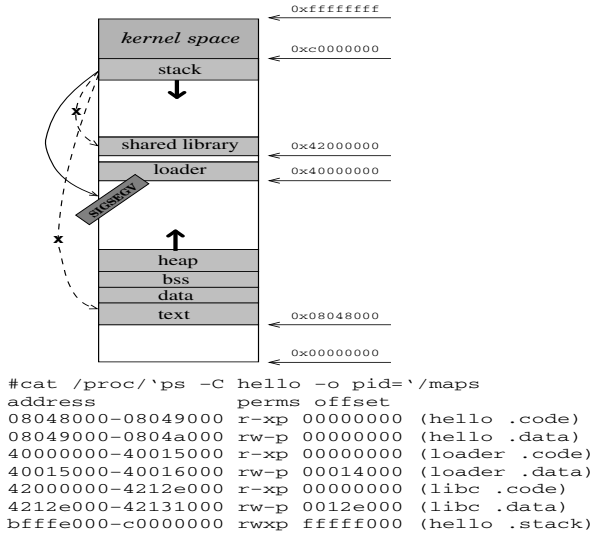 0xffffffff
kernel space
0xc0000000
stack
x
shared library
0x42000000
loader
0x40000000
SIGSEGV
x
heap
bss
data
text
0x08048000
0x00000000
#cat /proc/‘ps -C hello -o pid=‘/maps
address perms offset
08048000-08049000 r-xp 00000000 (hello .code)
08049000-0804a000 rw-p 00000000 (hello .data)
40000000-40015000 r-xp 00000000 (loader .code)
40015000-40016000 rw-p 00014000 (loader .data)
42000000-4212e000 r-xp 00000000 (libc .code)
4212e000-42131000 rw-p 0012e000 (libc .data)
bfffe000-c0000000 rwxp fffff000 (hello .stack)